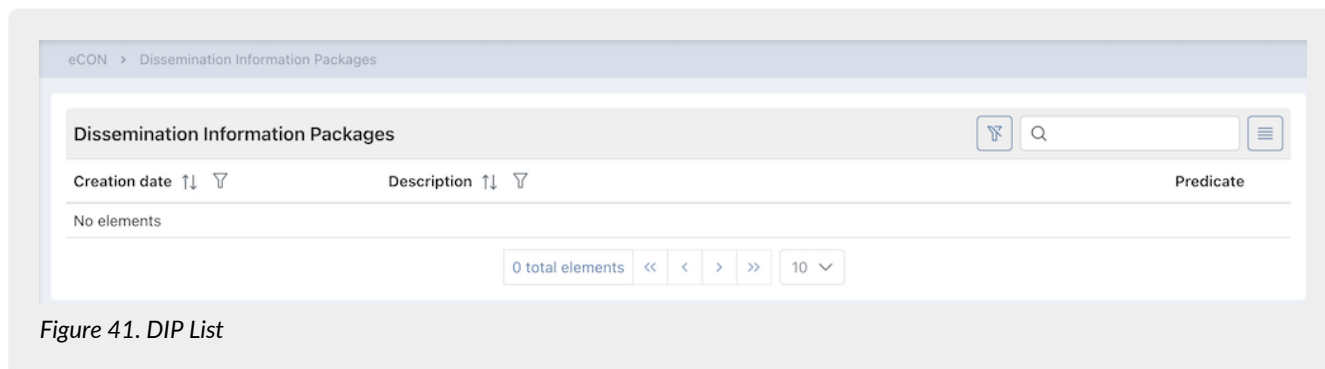 eCON > Dissemination Information Packages
Dissemination Information Packages
Creation date Description Predicate
No elements
0 total elements << < > >> 10
Figure 41. DIP List